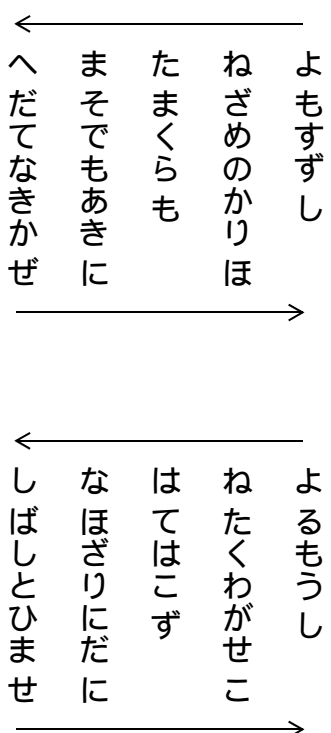 よもすずし
ねざめのかりほ
たまくらも
まそでもあきに
へだてなきかぜ
よるもうし
ねたくわがせこ
はてはこず
なほざりにだに
しばしとひませ